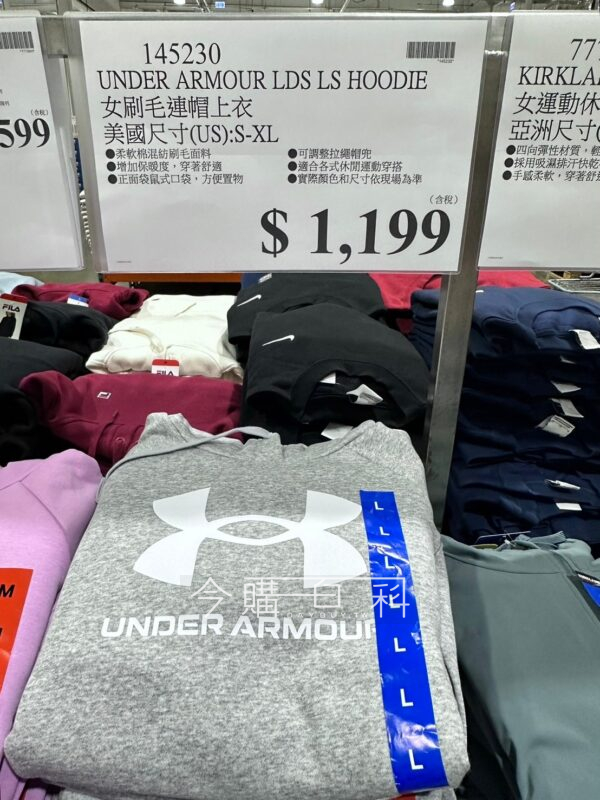 145230
UNDER ARMOUR LDS LS HOODIE
女刷毛連帽上衣
美國尺寸(US):S-XL
●柔軟棉混紡刷毛面料
●增加保暖度，穿著舒適
●正面袋鼠式口袋，方便置物
●可調整拉繩帽兜
●適合各式休閒運動穿搭
●實際顏色和尺寸依現場為準
(含稅)
$ 1,199
(含稅)
599
77
KIRKLA
女運動休
亞洲尺寸(
●四向彈性材質，輕
●採用吸濕排汗快乾
●手感柔軟，穿著舒
FILA
FILA
UNDER ARMOUR
L
L
L
L
L
L
L
L
M
今購百科